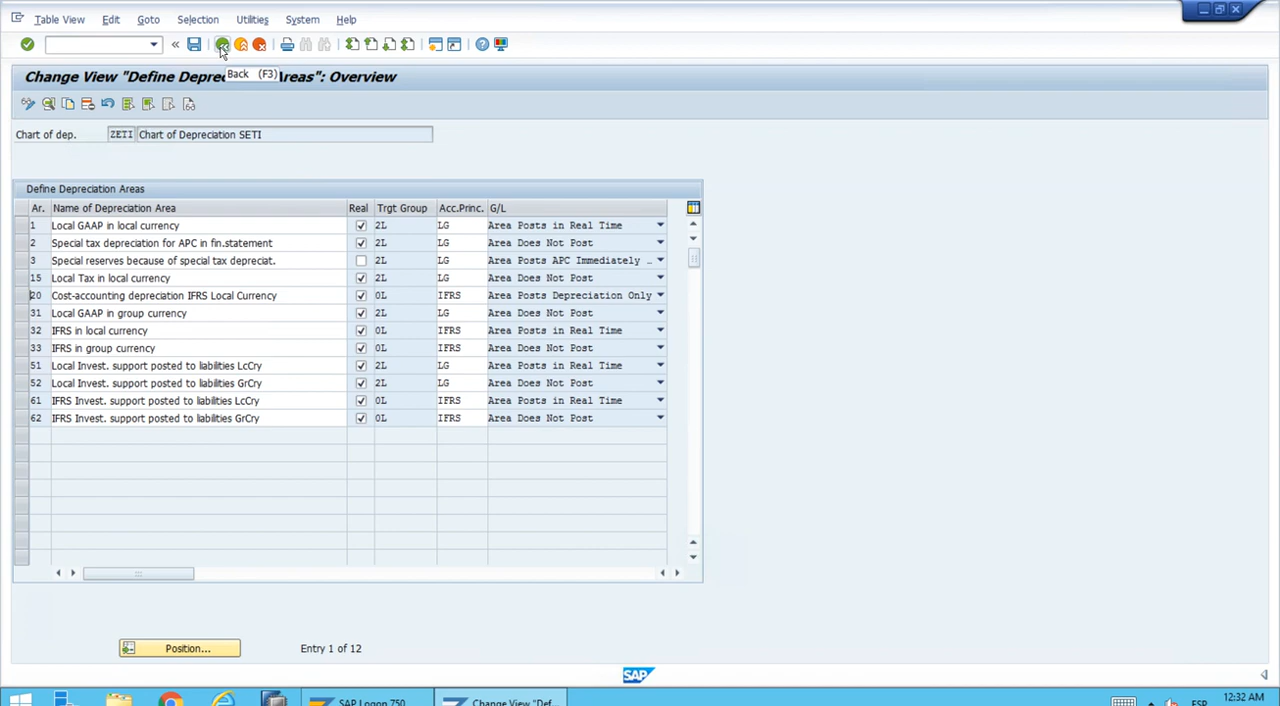 Table View Edit Goto Selection Utilities System Help
«
Back (F3)
Change View "Define Depre Areas": Overview
Chart of dep. ZETI Chart of Depreciation SETI
Define Depreciation Areas
Ar. Name of Depreciation Area Real Trgt Group Acc.Princ. G/L
1 Local GAAP in local currency 2L LG Area Posts in Real Time
2 Special tax depreciation for APC in fin.statement 2L LG Area Does Not Post
3 Special reserves because of special tax depreciat. 2L LG Area Posts APC Immediately …
15 Local Tax in local currency 2L LG Area Does Not Post
20 Cost-accounting depreciation IFRS Local Currency 0L IFRS Area Posts Depreciation Only
31 Local GAAP in group currency 2L LG Area Does Not Post
32 IFRS in local currency 0L IFRS Area Posts in Real Time
33 IFRS in group currency 0L IFRS Area Does Not Post
51 Local Invest. support posted to liabilities LcCry 2L LG Area Posts in Real Time
52 Local Invest. support posted to liabilities GrCry 2L LG Area Does Not Post
61 IFRS Invest. support posted to liabilities LcCry 0L IFRS Area Posts in Real Time
62 IFRS Invest. support posted to liabilities GrCry 0L IFRS Area Does Not Post
Position... Entry 1 of 12
SAP
SAP Logon 750 Change View "Def... ESP 12:32 AM